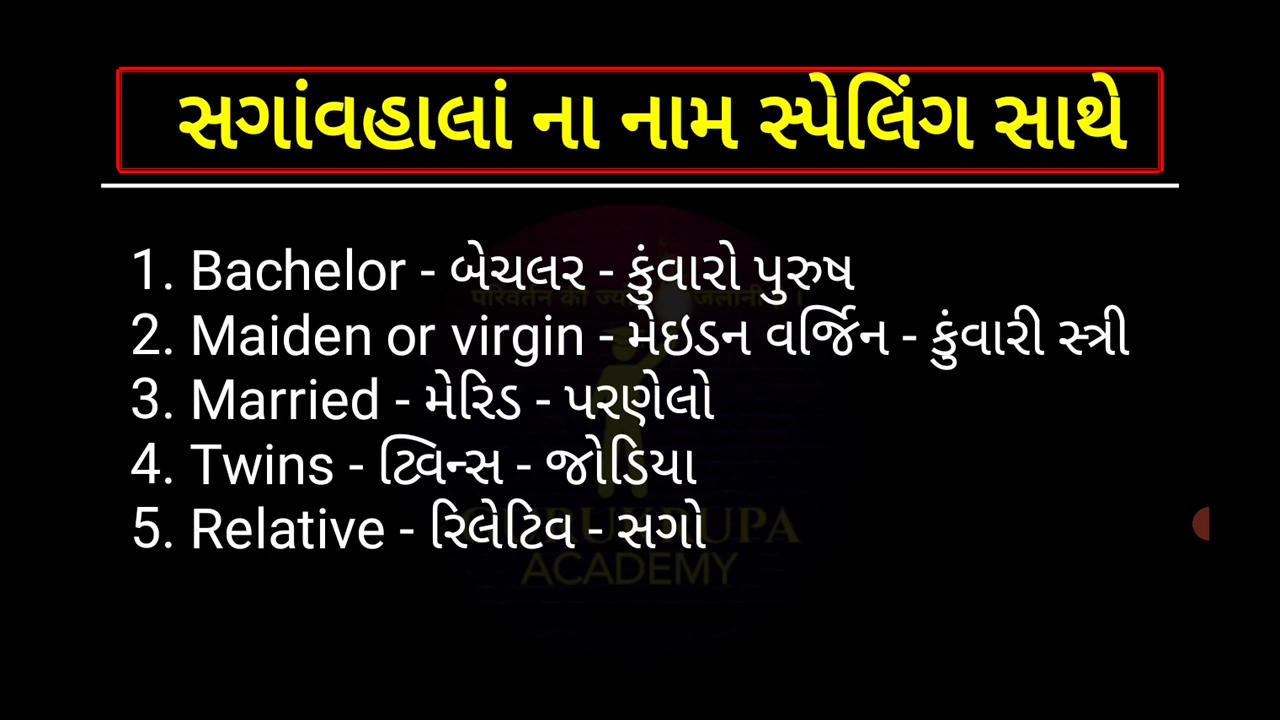 સગાંવહાલાં ના નામ સ્પેલિંગ સાથે
1. Bachelor - બેચલર - કુંવારો પુરુષ
2. Maiden or virgin - મેઇડન વર્જિન - કુંવારી સ્ત્રી
3. Married - મેરિડ - પરણેલો
4. Twins - ટ્વિન્સ - જોડિયા
5. Relative - રિલેટિવ - સગો
ACADEMY